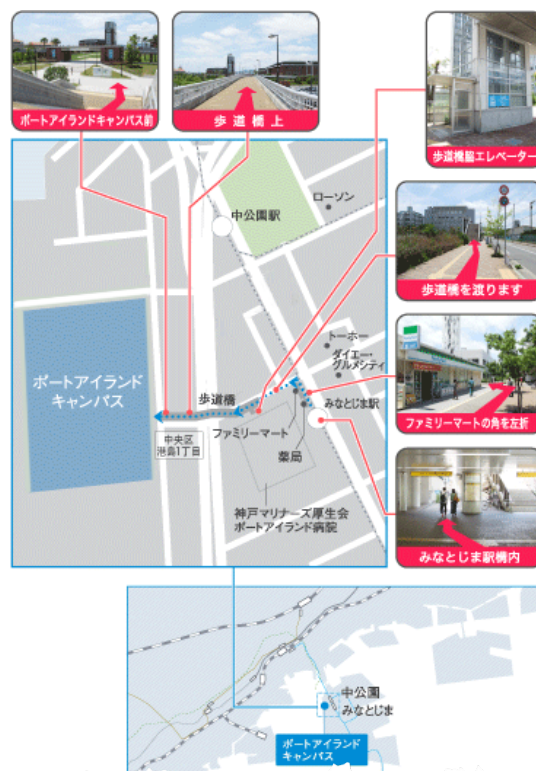 ポートアイランドキャンパス前
歩道橋上
歩道橋脇エレベーター
中公園駅
ローソン
歩道橋を渡ります
トーホー
ダイエー・
グルメシティ
ポートアイランド
キャンパス
歩道橋
みなとじま駅
ファミリーマート
ファミリーマートの角を左折
中央区
港島1丁目
薬局
神戸マリナーズ厚生会
ポートアイランド病院
みなとじま駅構内
中公園
みなとじま
ポートアイランド
キャンパス